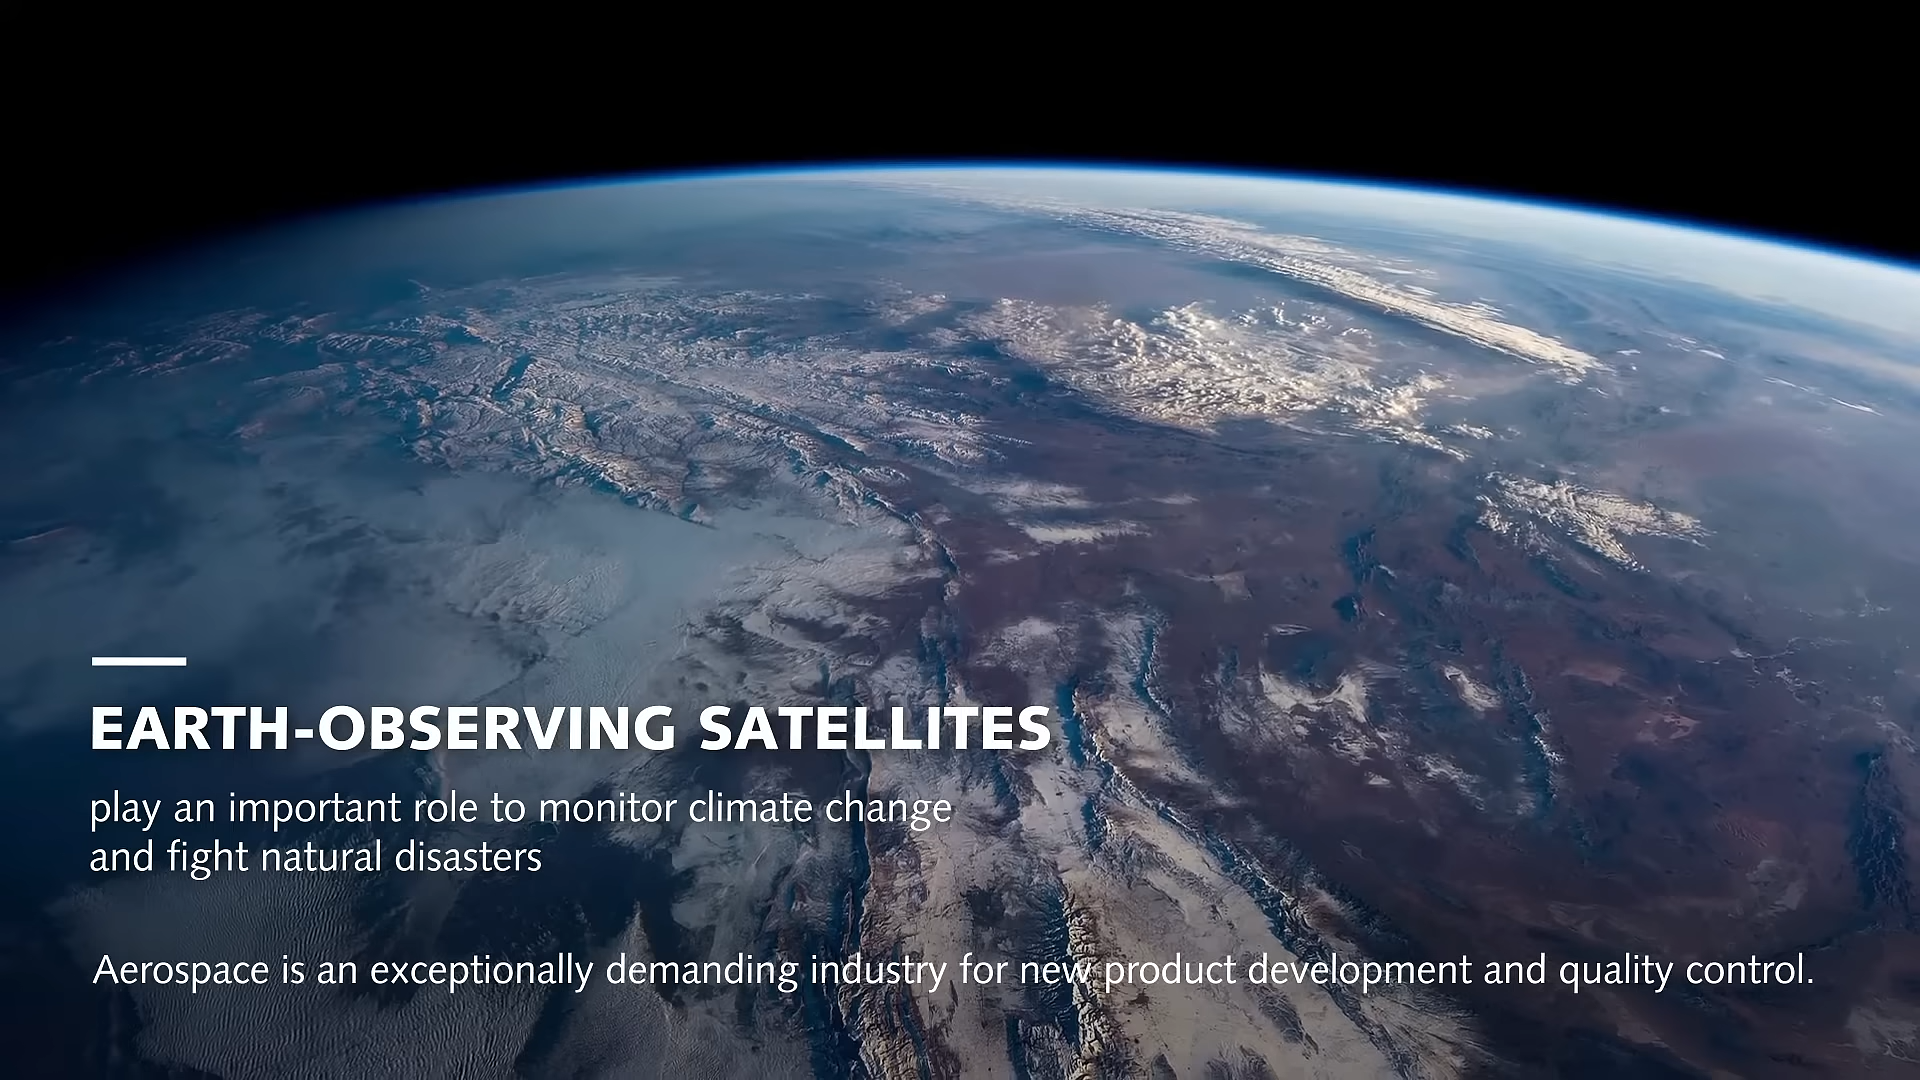 EARTH-OBSERVING SATELLITES
play an important role to monitor climate change
and fight natural disasters
Aerospace is an exceptionally demanding industry for new product development and quality control.